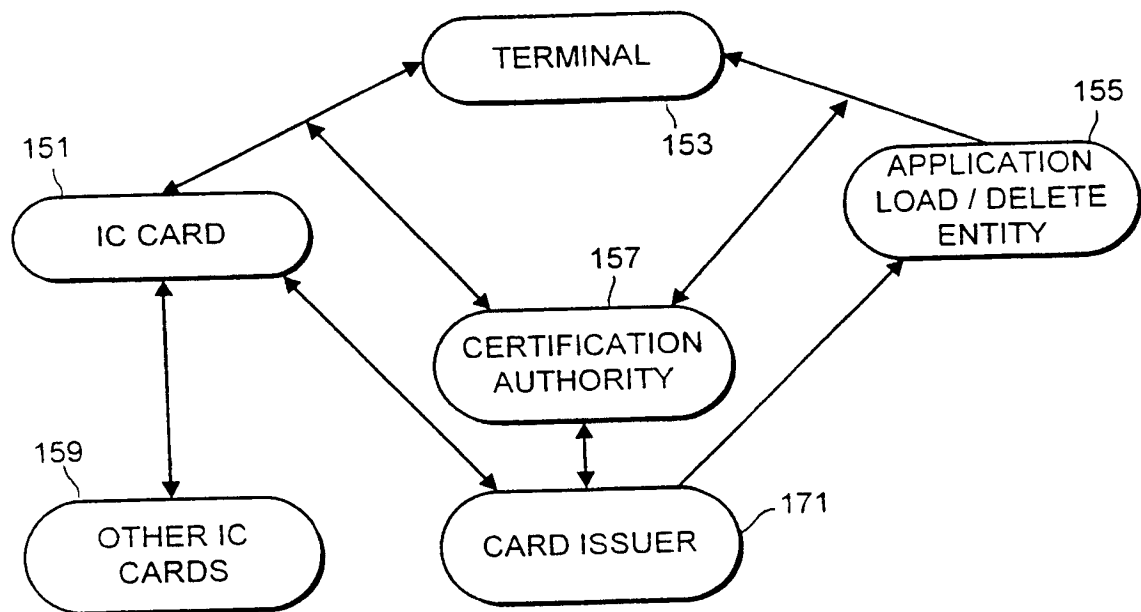 TERMINAL
153
155
APPLICATION
LOAD / DELETE
ENTITY
151
IC CARD
157
CERTIFICATION
AUTHORITY
159
OTHER IC
CARDS
CARD ISSUER
171